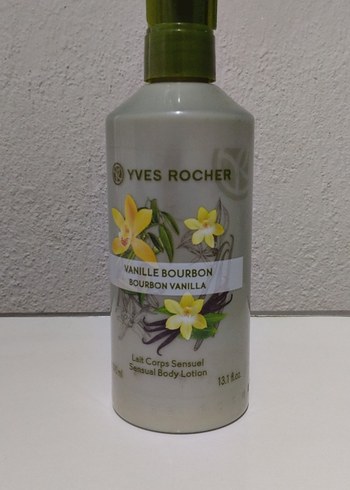 YVES ROCHER
VANILLE BOURBON
BOURBON VANILLA
Lait Corps Sensuel
Sensual Body Lotion
13.1 fl.oz.